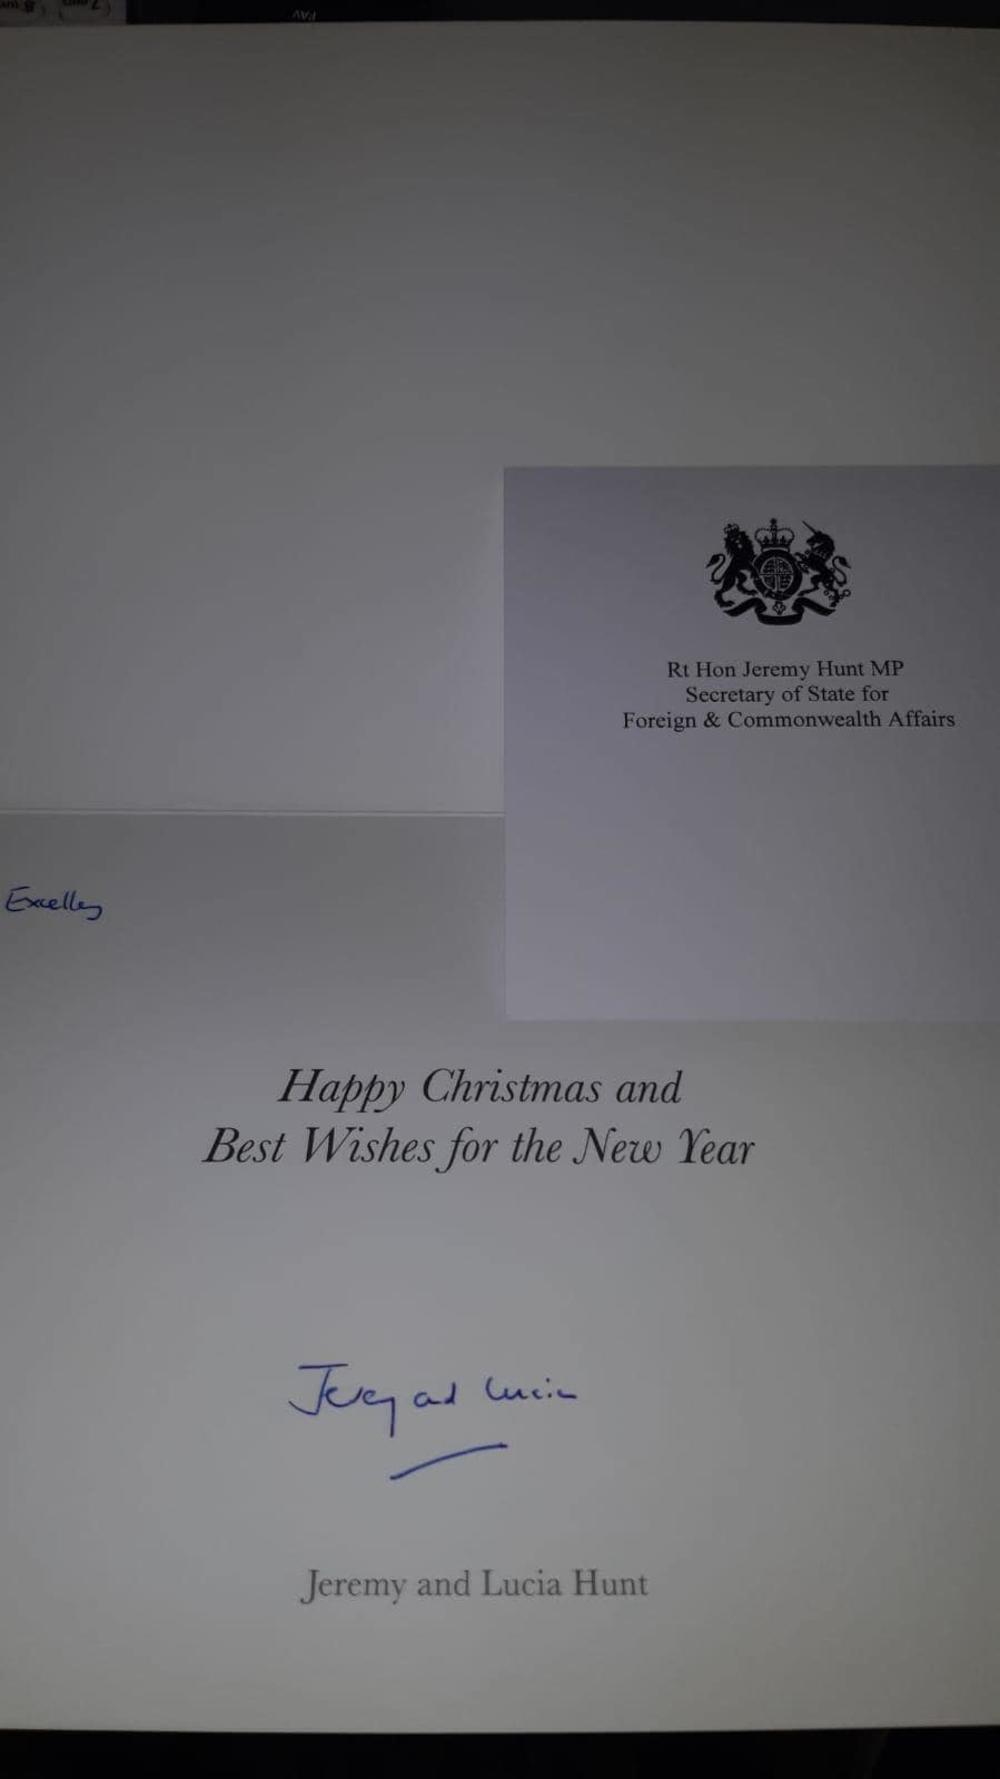 Rt Hon Jeremy Hunt MP
Secretary of State for
Foreign & Commonwealth Affairs
Excellency
Happy Christmas and
Best Wishes for the New Year
Jeremy and Lucia
Jeremy and Lucia Hunt